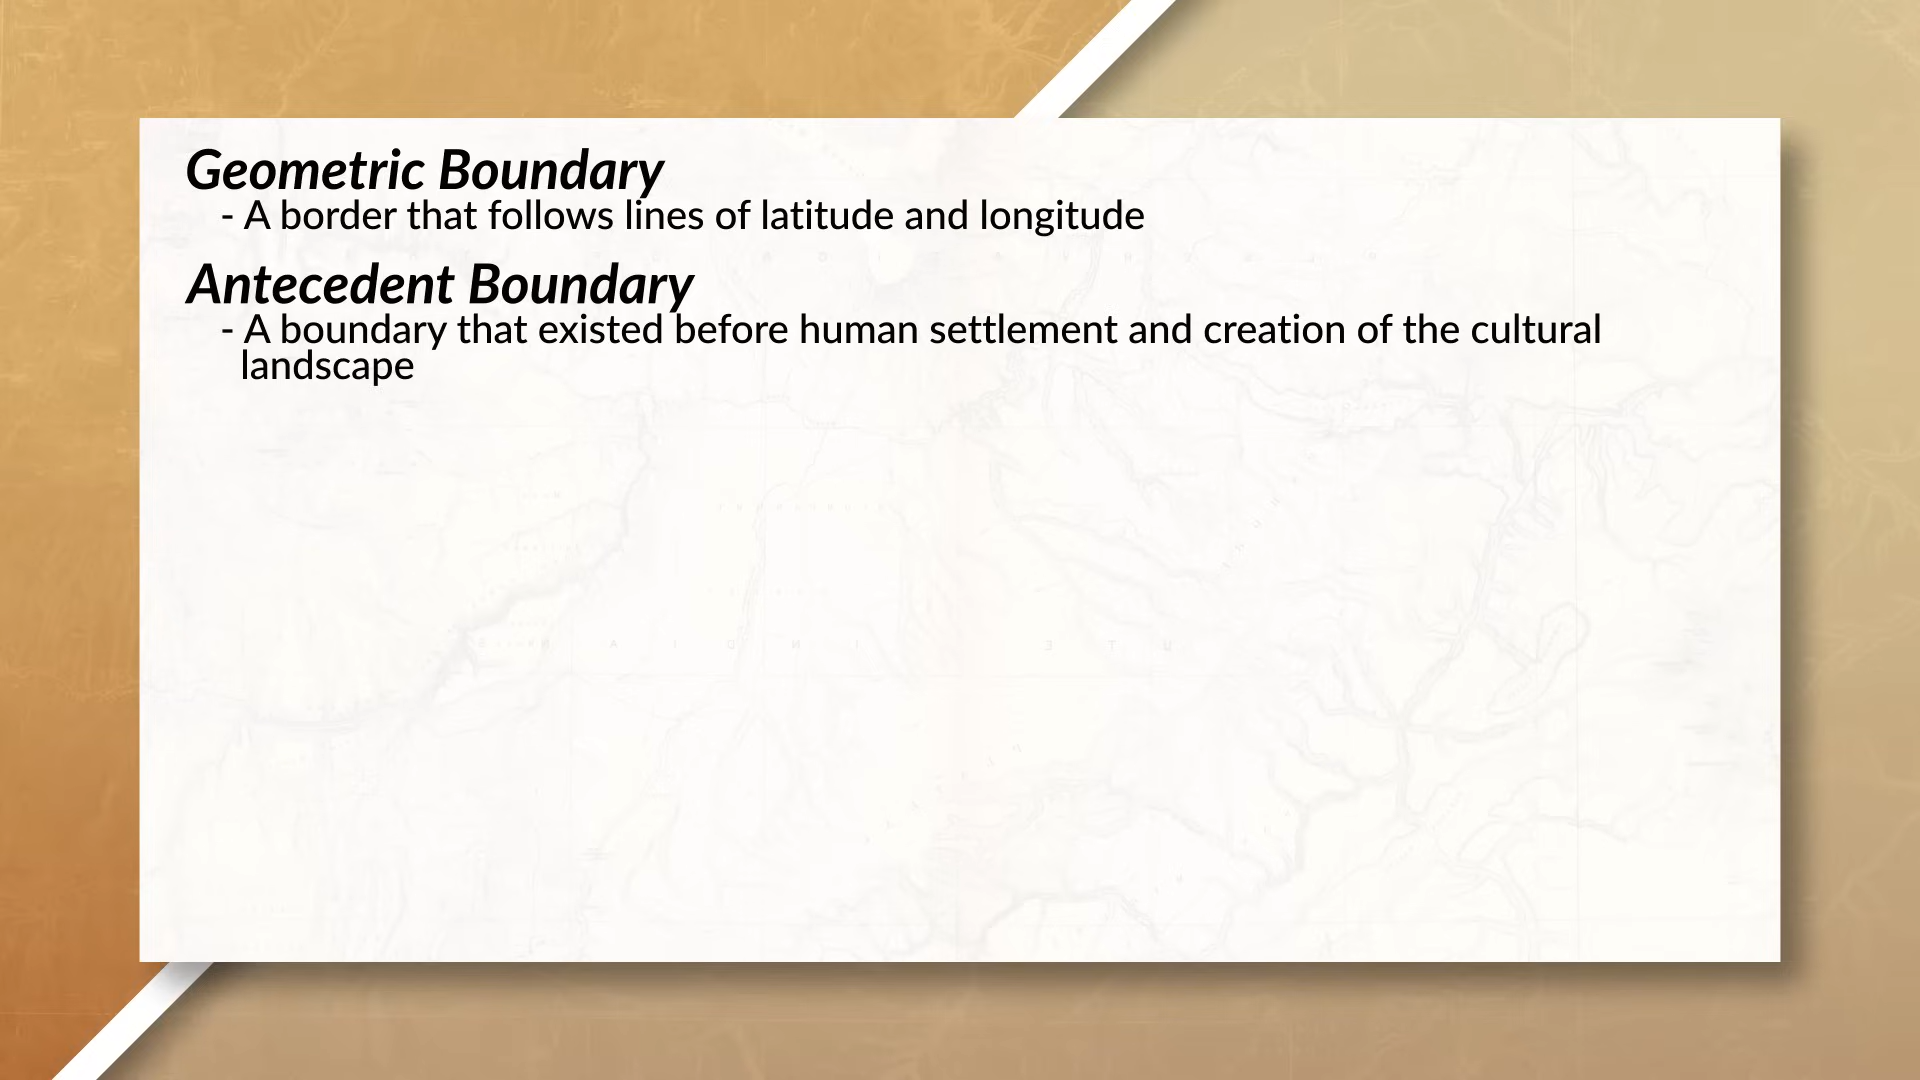 Geometric Boundary
- A border that follows lines of latitude and longitude
Antecedent Boundary
- A boundary that existed before human settlement and creation of the cultural
landscape